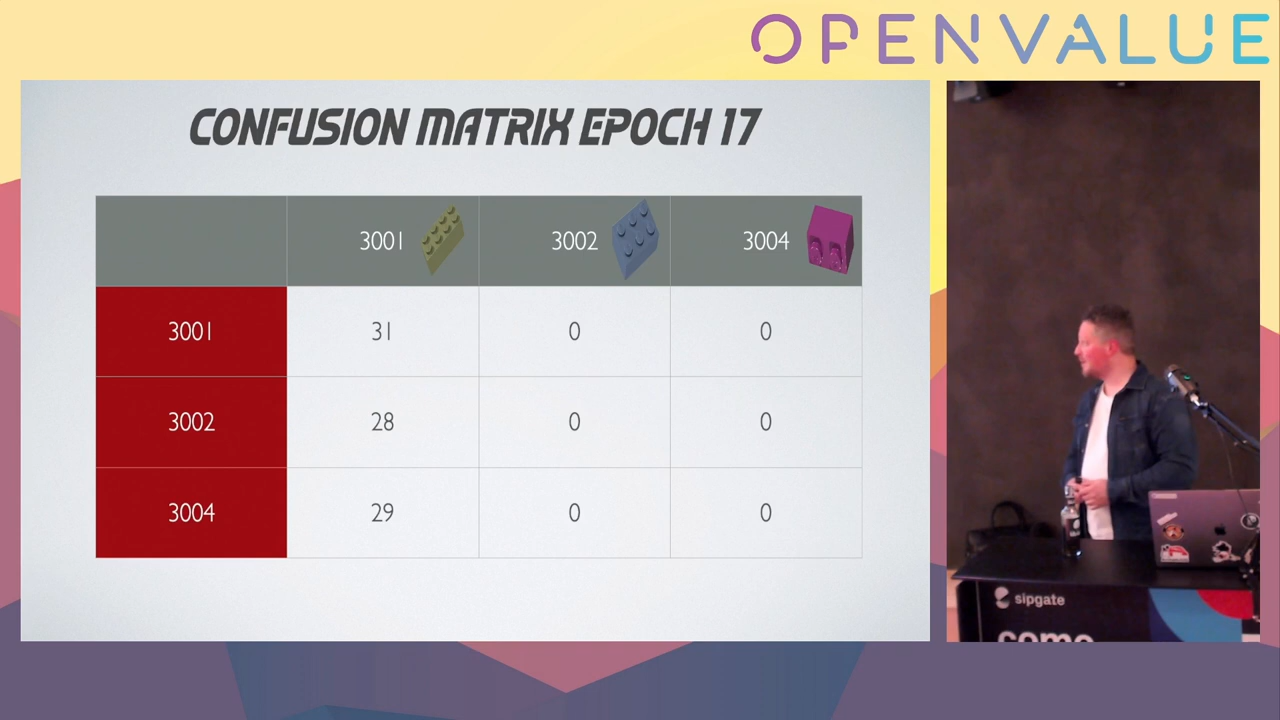 OPENVALUE
CONFUSION MATRIX EPOCH 17
3001 3002 3004
3001 31 0 0
3002 28 0 0
3004 29 0 0
sipgate
come